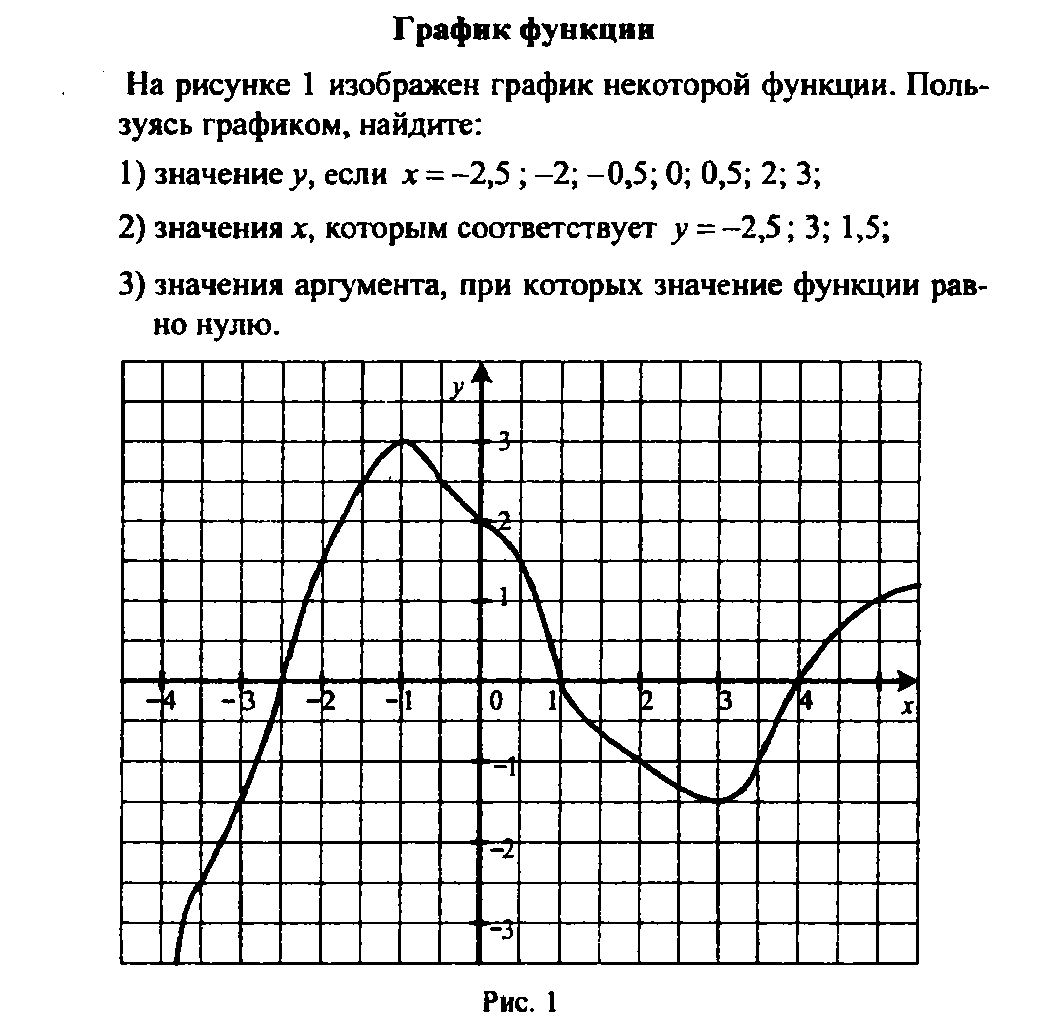 График функции
На рисунке 1 изображен график некоторой функции. Поль-
зуясь графиком, найдите:
1) значение y, если x = –2,5 ; –2; –0,5; 0; 0,5; 2; 3;
2) значения x, которым соответствует y = –2,5 ; 3; 1,5;
3) значения аргумента, при которых значение функции рав-
но нулю.
y
3
2
1
–4 –3 –2 –1 0 1 2 3 4 x
–1
–2
–3
Рис. 1